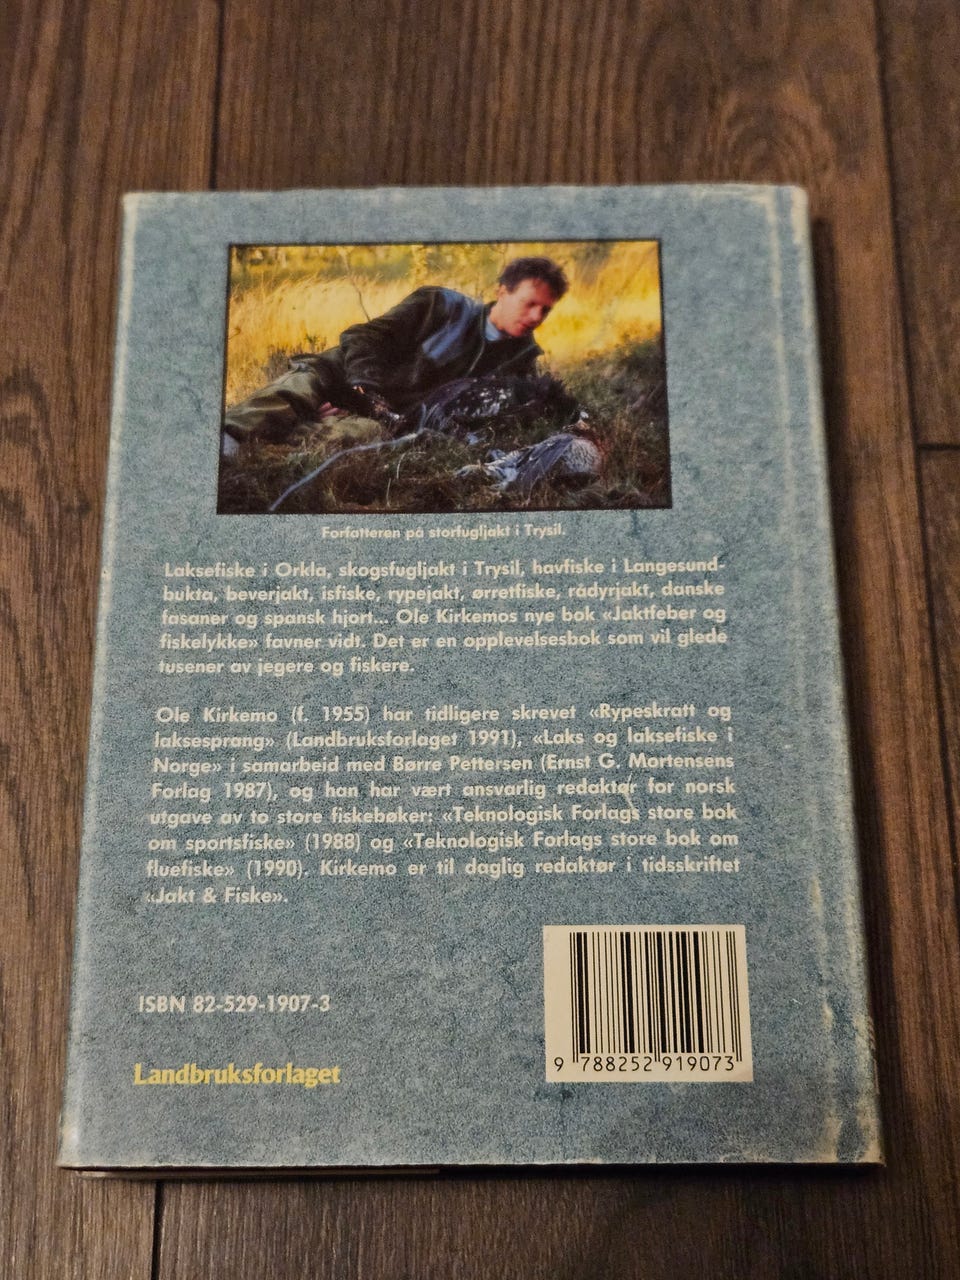 Forfatteren på storfugljakt i Trysil.
Laksefiske i Orkla, skogsfugljakt i Trysil, havfiske i Langesund-
bukta, beverjakt, isfiske, rypejakt, ørretfiske, rådyrjakt, danske
fasaner og spansk hjort... Ole Kirkemos nye bok «Jaktfeber og
fiskelykke» favner vidt. Det er en opplevelsesbok som vil glede
tusener av jegere og fiskere.
Ole Kirkemo (f. 1955) har tidligere skrevet «Rypeskratt og
laksesprang» (Landbruksforlaget 1991), «Laks og laksefiske i
Norge» i samarbeid med Børre Pettersen (Ernst G. Mortensens
Forlag 1987), og han har vært ansvarlig redaktør for norsk
utgave av to store fiskebøker: «Teknologisk Forlags store bok
om sportsfiske» (1988) og «Teknologisk Forlags store bok om
fluefiske» (1990). Kirkemo er til daglig redaktør i tidsskriftet
«Jakt & Fiske».
ISBN 82-529-1907-3
9 788252 919073
Landbruksforlaget